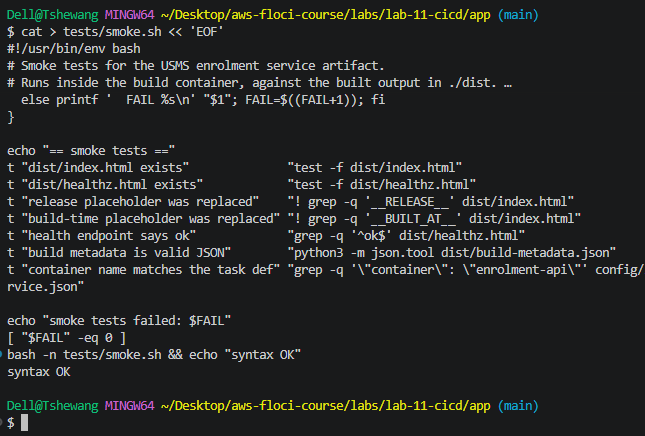 Dell@Tshewang MINGW64 ~/Desktop/aws-floci-course/labs/lab-11-cicd/app (main)
$ cat > tests/smoke.sh << 'EOF'
#!/usr/bin/env bash
# Smoke tests for the USMS enrolment service artifact.
# Runs inside the build container, against the built output in ./dist. …
  else printf '  FAIL %s\n' "$1"; FAIL=$((FAIL+1)); fi
}

echo "== smoke tests =="
t "dist/index.html exists"              "test -f dist/index.html"
t "dist/healthz.html exists"            "test -f dist/healthz.html"
t "release placeholder was replaced"    "! grep -q '__RELEASE__' dist/index.html"
t "build-time placeholder was replaced" "! grep -q '__BUILT_AT__' dist/index.html"
t "health endpoint says ok"             "grep -q '^ok$' dist/healthz.html"
t "build metadata is valid JSON"        "python3 -m json.tool dist/build-metadata.json"
t "container name matches the task def" "grep -q '\"container\": \"enrolment-api\"' config/
rvice.json"

echo "smoke tests failed: $FAIL"
[ "$FAIL" -eq 0 ]
bash -n tests/smoke.sh && echo "syntax OK"
syntax OK

Dell@Tshewang MINGW64 ~/Desktop/aws-floci-course/labs/lab-11-cicd/app (main)
$